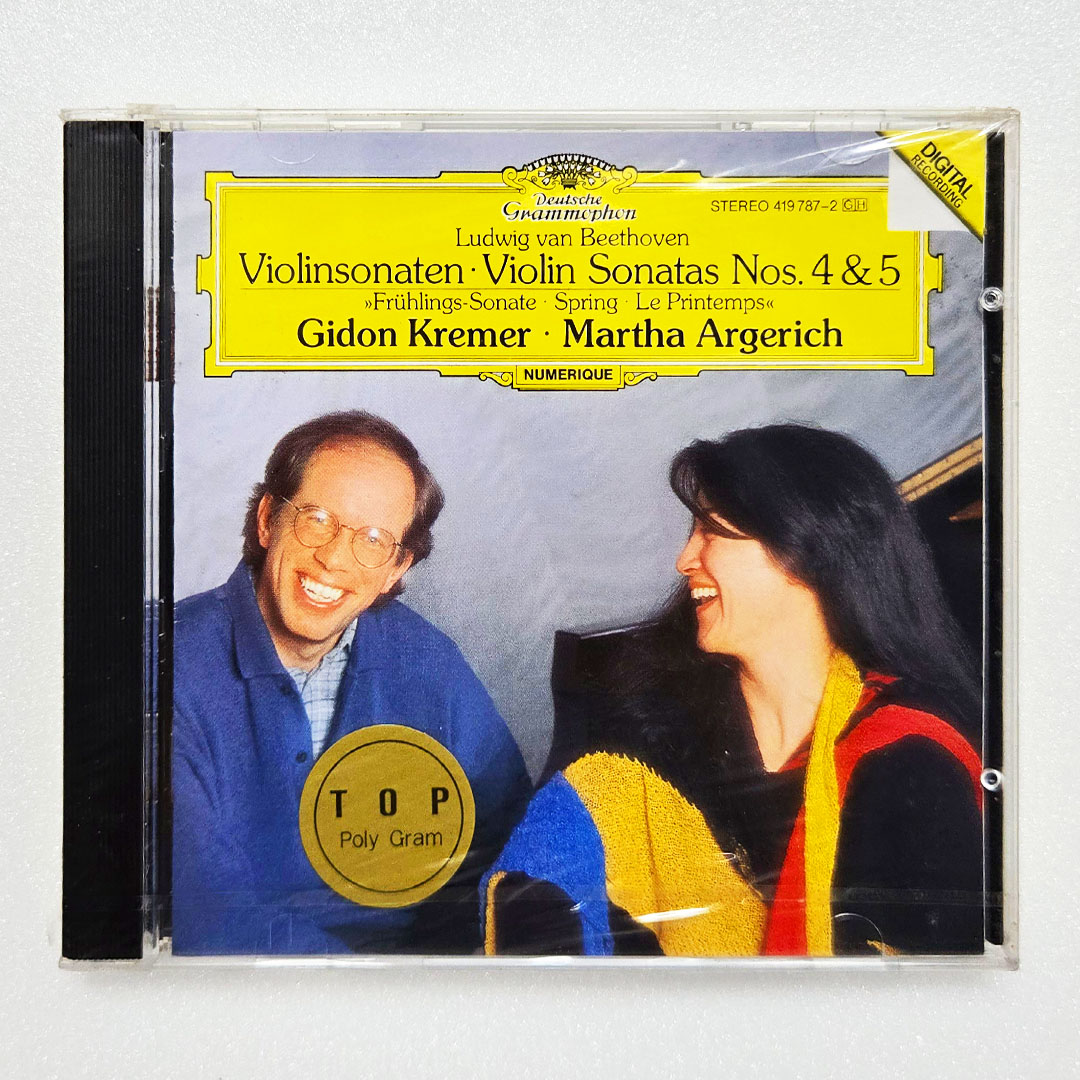 DIGITAL
RECORDING
Deutsche
Grammophon
STEREO 419 787-2 GH
Ludwig van Beethoven
Violinsonaten · Violin Sonatas Nos. 4 & 5
»Frühlings-Sonate · Spring · Le Printemps«
Gidon Kremer · Martha Argerich
NUMERIQUE
TOP
Poly Gram